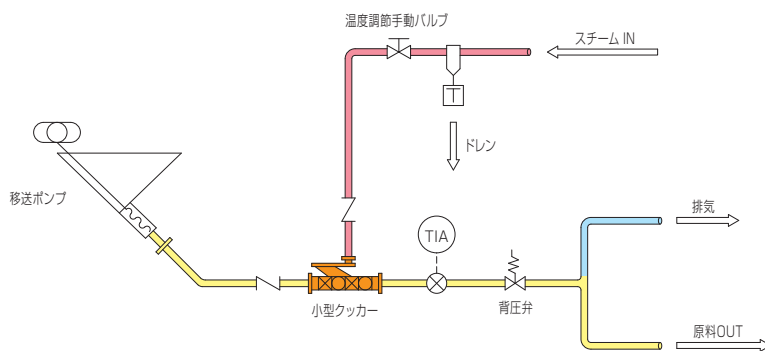 温度調節手動バルブ
スチーム IN
T
ドレン
移送ポンプ
排気
TIA
小型クッカー
背圧弁
原料OUT